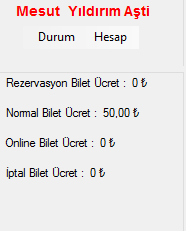 Mesut Yıldırım Aşti
Durum Hesap
Rezervasyon Bilet Ücret : 0 ₺
Normal Bilet Ücret : 50,00 ₺
Online Bilet Ücret : 0 ₺
İptal Bilet Ücret : 0 ₺